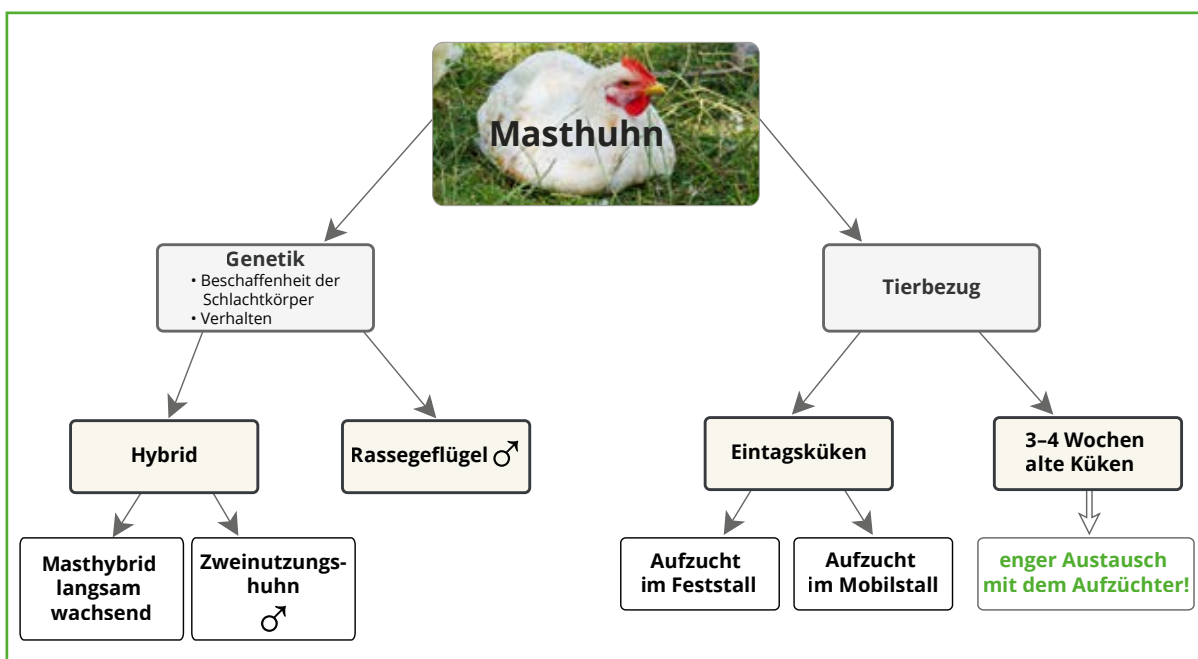 Masthuhn
Genetik
• Beschaffenheit der
Schlachtkörper
• Verhalten
Tierbezug
Hybrid
Rassegeflügel ♂
Eintagsküken
3–4 Wochen
alte Küken
Masthybrid
langsam
wachsend
Zweinutzungs-
huhn
♂
Aufzucht
im Feststall
Aufzucht
im Mobilstall
enger Austausch
mit dem Aufzüchter!